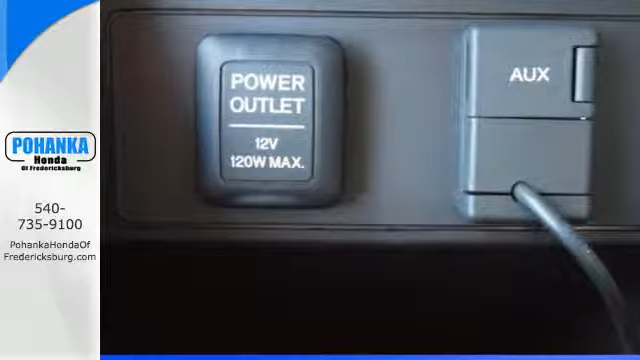 POHANKA
Honda
Of Fredericksburg
540-
735-9100
PohankaHondaOf
Fredericksburg.com
POWER
OUTLET
12V
120W MAX.
AUX